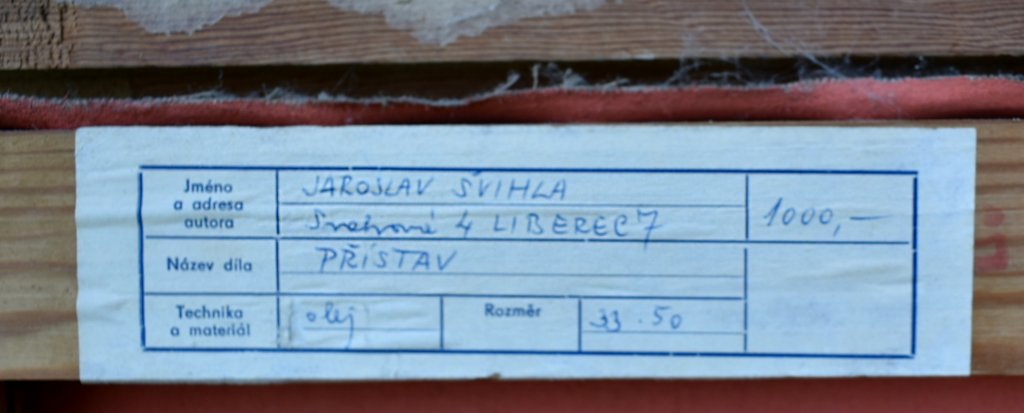 Jméno
a adresa
autora
JAROSLAV ŠVIHLA
4 LIBEREC 7
1000,—
Název díla
PŘÍSTAV
Technika
a materiál
olej
Rozměr
33 . 50